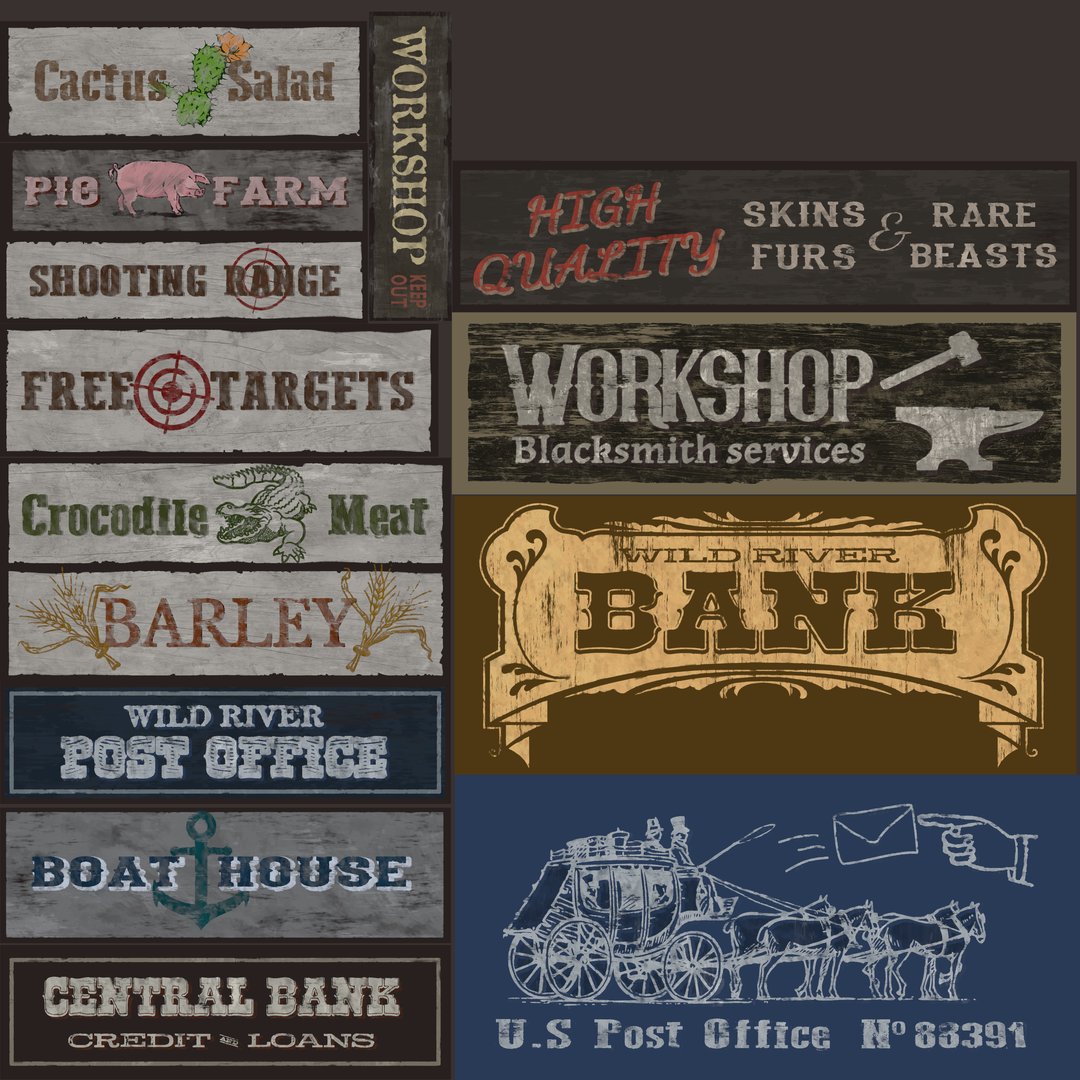 Cactus Salad
PIG FARM
SHOOTING RANGE
FREE TARGETS
Crocodile Meat
BARLEY
WILD RIVER
POST OFFICE
BOAT HOUSE
CENTRAL BANK
CREDIT AND LOANS
WORKSHOP
KEEP
OUT
HIGH
QUALITY
SKINS
FURS
&
RARE
BEASTS
WORKSHOP
Blacksmith services
WILD RIVER
BANK
U.S Post Office Nº 88391